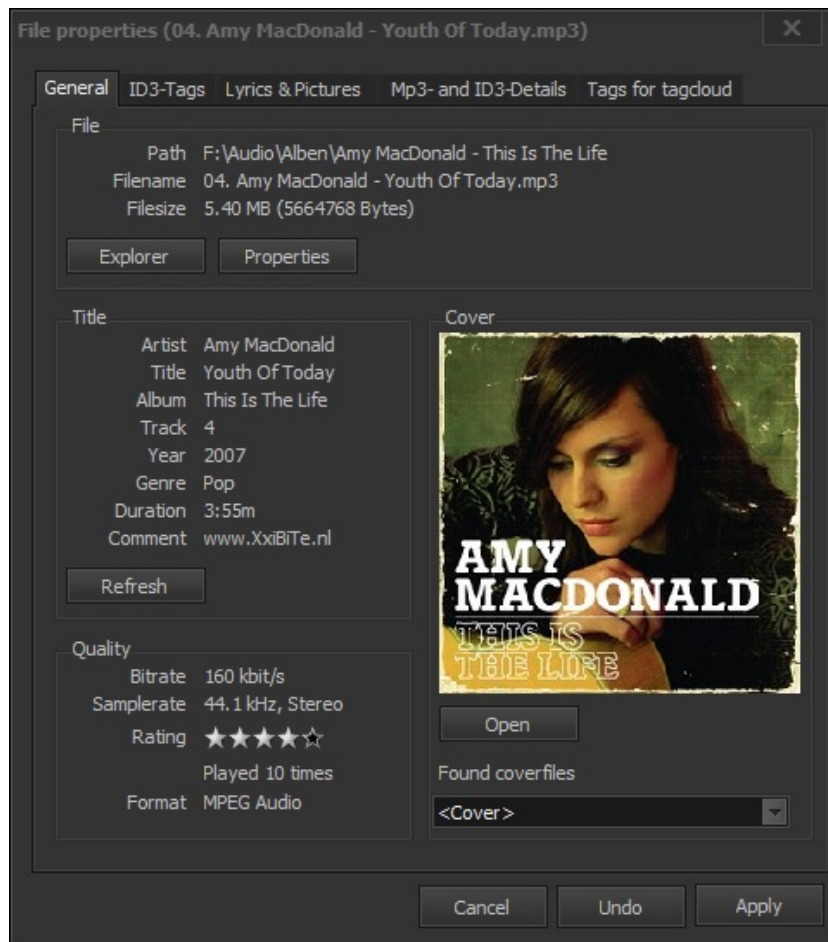 File properties (04. Amy MacDonald - Youth Of Today.mp3)
X
General ID3-Tags Lyrics & Pictures Mp3- and ID3-Details Tags for tagcloud
File
Path F:\Audio\Alben\Amy MacDonald - This Is The Life
Filename 04. Amy MacDonald - Youth Of Today.mp3
Filesize 5.40 MB (5664768 Bytes)
Explorer Properties
Title
Artist Amy MacDonald
Title Youth Of Today
Album This Is The Life
Track 4
Year 2007
Genre Pop
Duration 3:55m
Comment www.XxiBiTe.nl
Refresh
Quality
Bitrate 160 kbit/s
Samplerate 44.1 kHz, Stereo
Rating
Played 10 times
Format MPEG Audio
Cover
AMY
MACDONALD
THIS IS
THE LIFE
Open
Found coverfiles
<Cover>
Cancel Undo Apply